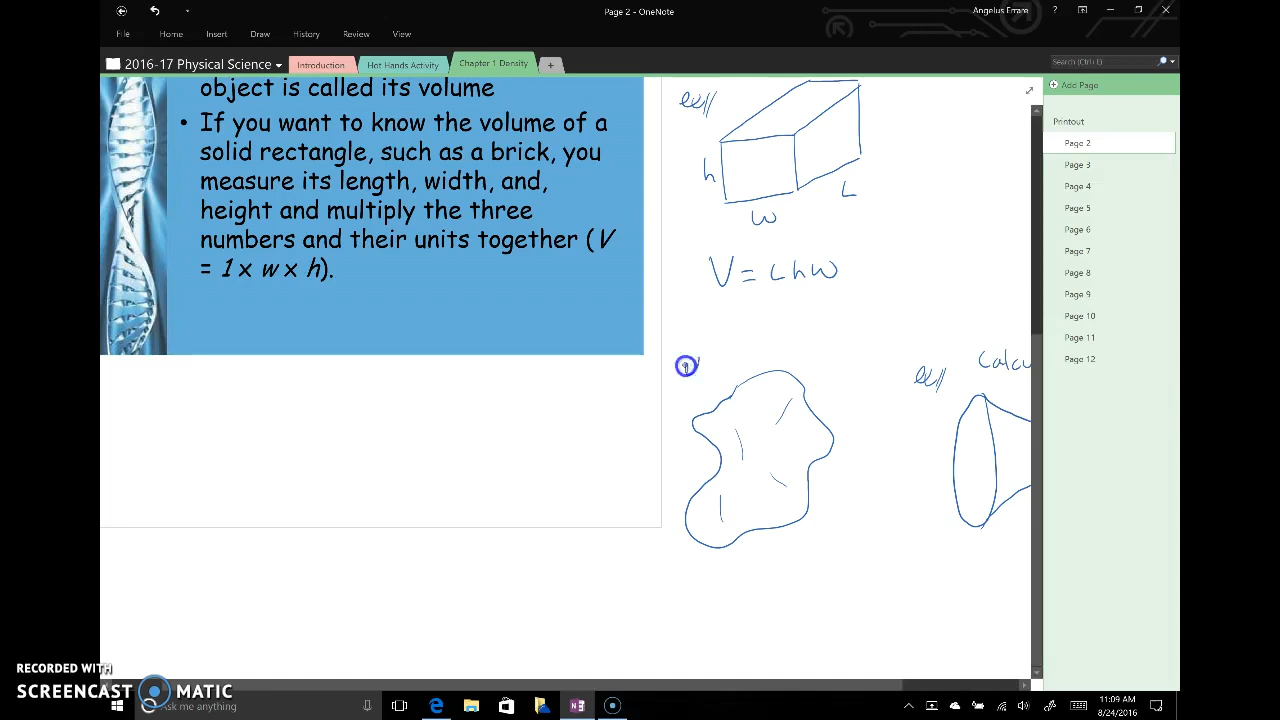 Page 2 - OneNote
Angelus Errare
?
File Home Insert Draw History Review View
2016-17 Physical Science
Introduction
Hot Hands Activity
Chapter 1 Density
+
Search (Ctrl+E)
Add Page
Printout
Page 2
Page 3
Page 4
Page 5
Page 6
Page 7
Page 8
Page 9
Page 10
Page 11
Page 12
object is called its volume
• If you want to know the volume of a
solid rectangle, such as a brick, you
measure its length, width, and,
height and multiply the three
numbers and their units together (V
= l x w x h).
h
L
w
V = L h w
Calcu
RECORDED WITH
SCREENCAST MATIC
Ask me anything
11:09 AM
8/24/2016